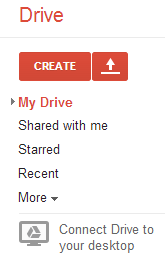 Drive
CREATE
My Drive
Shared with me
Starred
Recent
More
Connect Drive to
your desktop